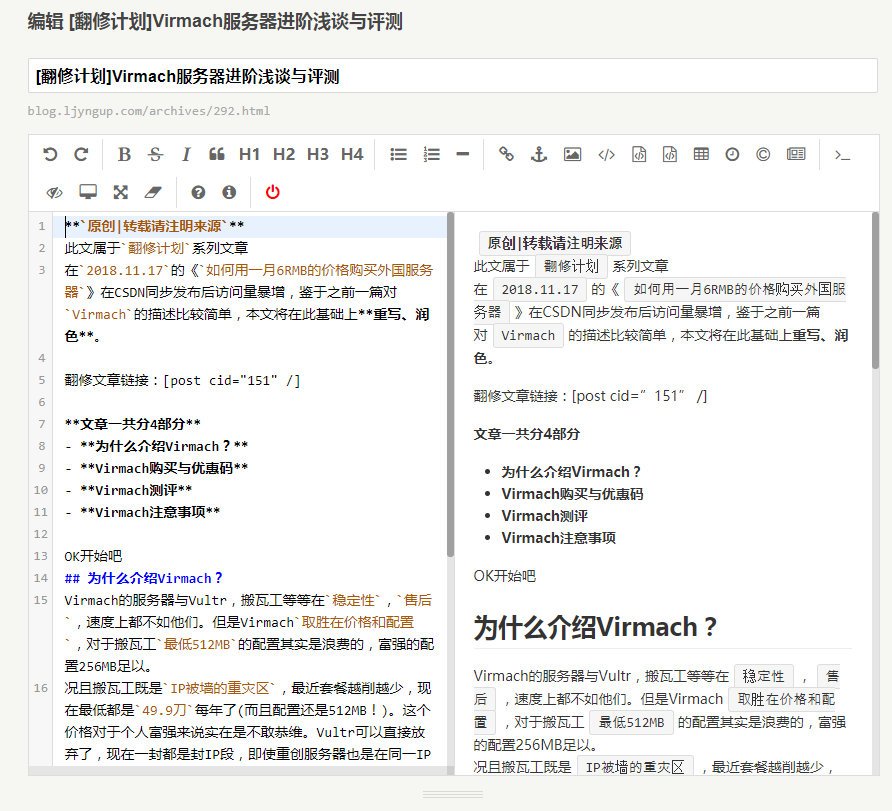 编辑 [翻修计划]Virmach服务器进阶浅谈与评测
[翻修计划]Virmach服务器进阶浅谈与评测
blog.ljyngup.com/archives/292.html
B S I H1 H2 H3 H4
1 **`原创|转载请注明来源`**
2 此文属于`翻修计划`系列文章
3 在`2018.11.17`的《`如何用一月6RMB的价格购买外国服务
器`》在CSDN同步发布后访问量暴增，鉴于之前一篇对
`Virmach`的描述比较简单，本文将在此基础上**重写、润
色**。
4
5 翻修文章链接：[post cid="151" /]
6
7 **文章一共分4部分**
8 - **为什么介绍Virmach？**
9 - **Virmach购买与优惠码**
10 - **Virmach测评**
11 - **Virmach注意事项**
12
13 OK开始吧
14 ## 为什么介绍Virmach？
15 Virmach的服务器与Vultr，搬瓦工等等在`稳定性`，`售后
`，速度上都不如他们。但是Virmach`取胜在价格和配置
`，对于搬瓦工`最低512MB`的配置其实是浪费的，富强的配
置256MB足以。
16 况且搬瓦工既是`IP被墙的重灾区`，最近套餐越削越少，现
在最低都是`49.9刀`每年了(而且配置还是512MB！)。这个
价格对于个人富强来说实在是不敢恭维。Vultr可以直接放
弃了，现在一封都是封IP段，即使重创服务器也是在同一IP
原创|转载请注明来源
此文属于 翻修计划 系列文章
在 2018.11.17 的《 如何用一月6RMB的价格购买外国服
务器 》在CSDN同步发布后访问量暴增，鉴于之前一篇
对 Virmach 的描述比较简单，本文将在此基础上重写、润
色。
翻修文章链接：[post cid=”151” /]
文章一共分4部分
• 为什么介绍Virmach？
• Virmach购买与优惠码
• Virmach测评
• Virmach注意事项
OK开始吧
为什么介绍Virmach？
Virmach的服务器与Vultr，搬瓦工等等在 稳定性 ， 售
后 ，速度上都不如他们。但是Virmach 取胜在价格和配
置 ，对于搬瓦工 最低512MB 的配置其实是浪费的，富强
的配置256MB足以。
况且搬瓦工既是 IP被墙的重灾区 ，最近套餐越削越少，